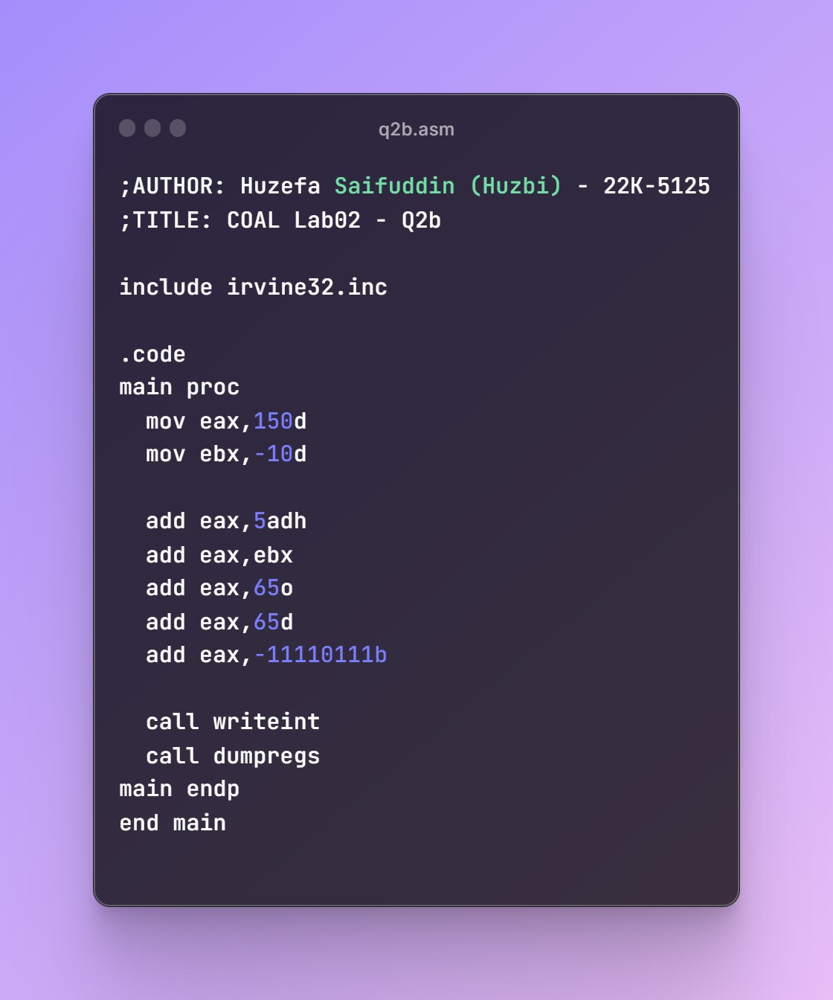 q2b.asm
;AUTHOR: Huzefa Saifuddin (Huzbi) - 22K-5125
;TITLE: COAL Lab02 - Q2b
include irvine32.inc
.code
main proc
  mov eax,150d
  mov ebx,-10d
  add eax,5adh
  add eax,ebx
  add eax,65o
  add eax,65d
  add eax,-11110111b
  call writeint
  call dumpregs
main endp
end main